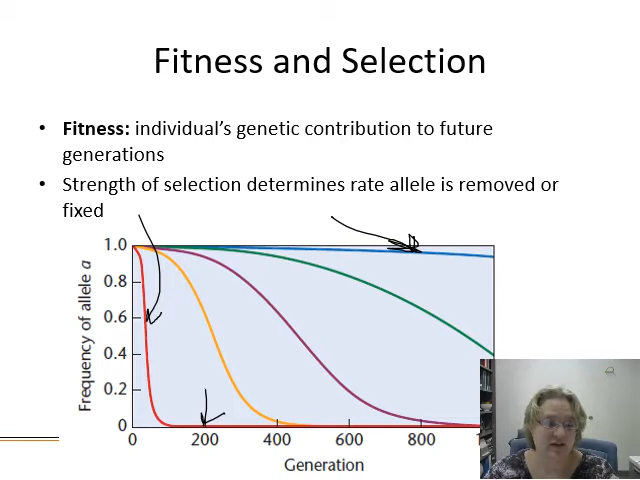 Fitness and Selection
• Fitness: individual's genetic contribution to future
generations
• Strength of selection determines rate allele is removed or
fixed
1.0
0.8
0.6
0.4
0.2
0
Frequency of allele a
0 200 400 600 800
Generation